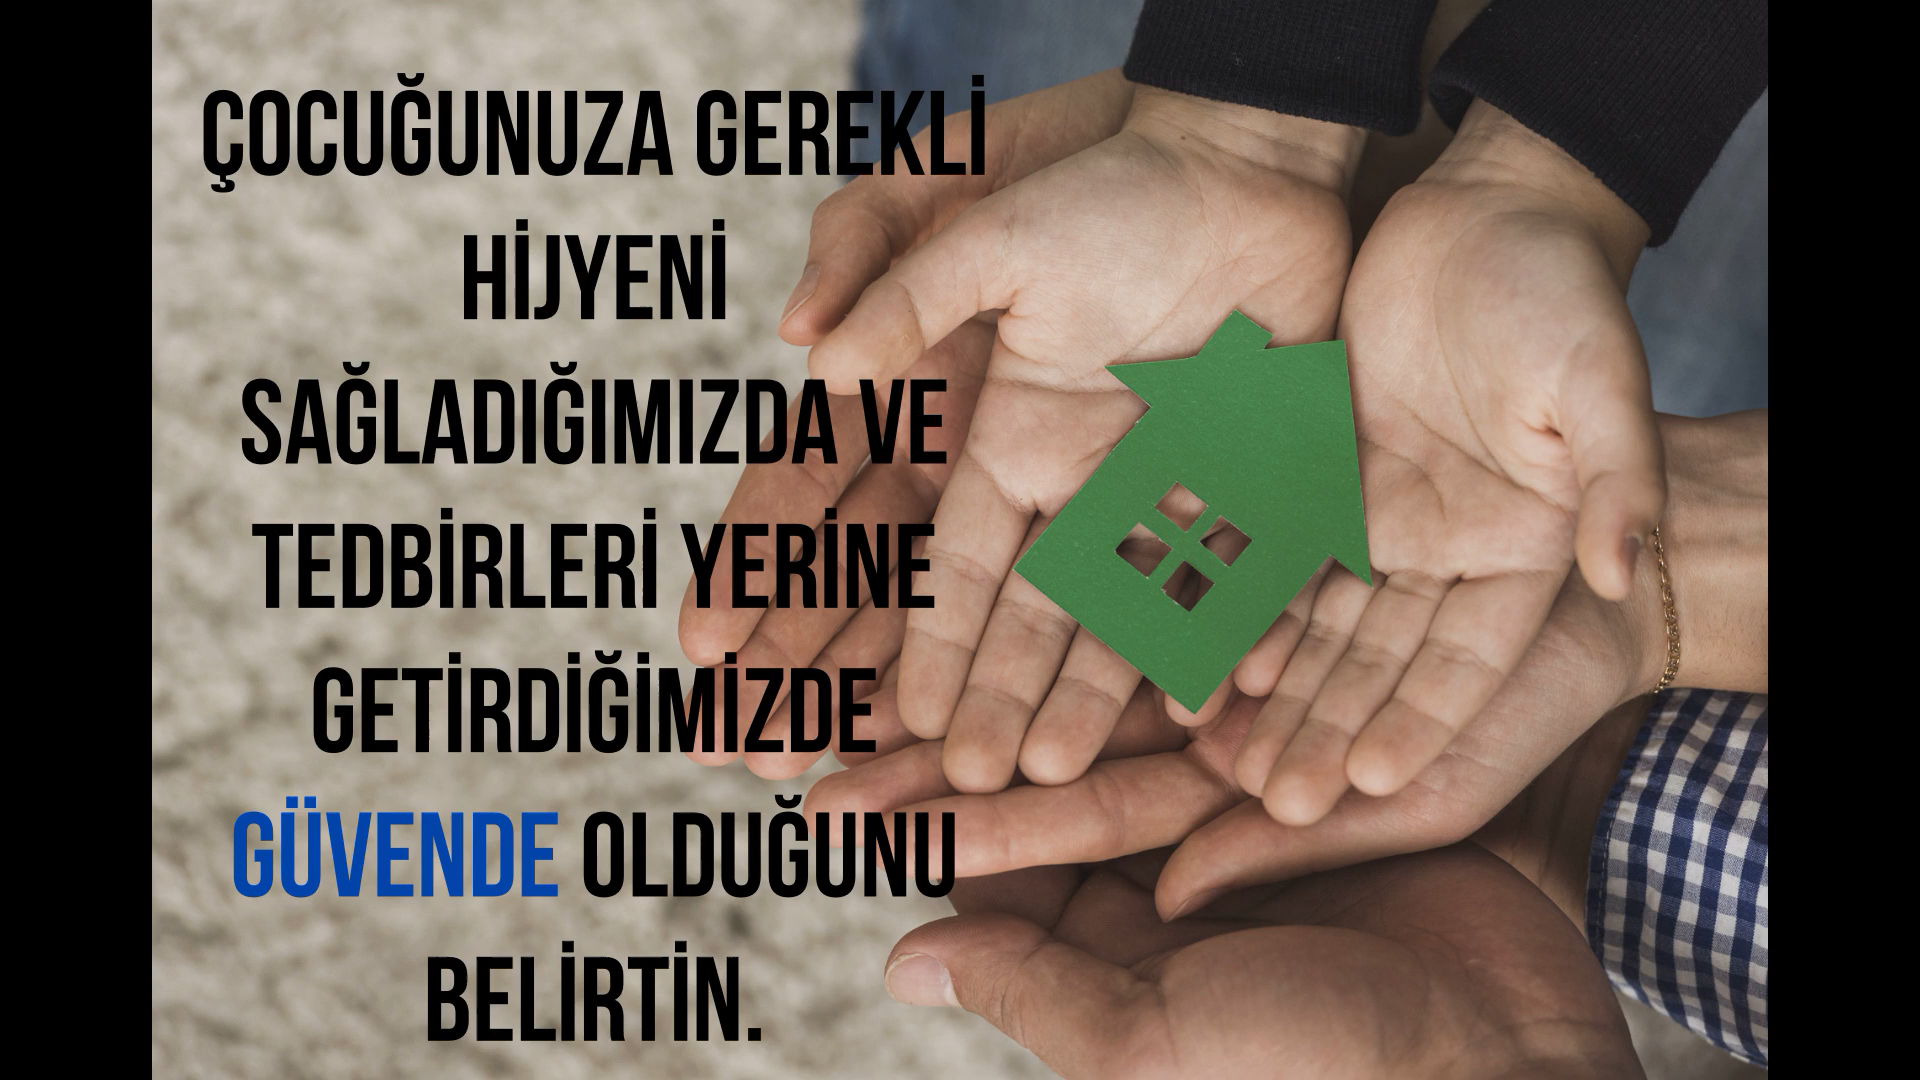 ÇOCUĞUNUZA GEREKLİ
HİJYENİ
SAĞLADIĞIMIZDA VE
TEDBİRLERİ YERİNE
GETİRDİĞİMİZDE
GÜVENDE OLDUĞUNU
BELİRTİN.